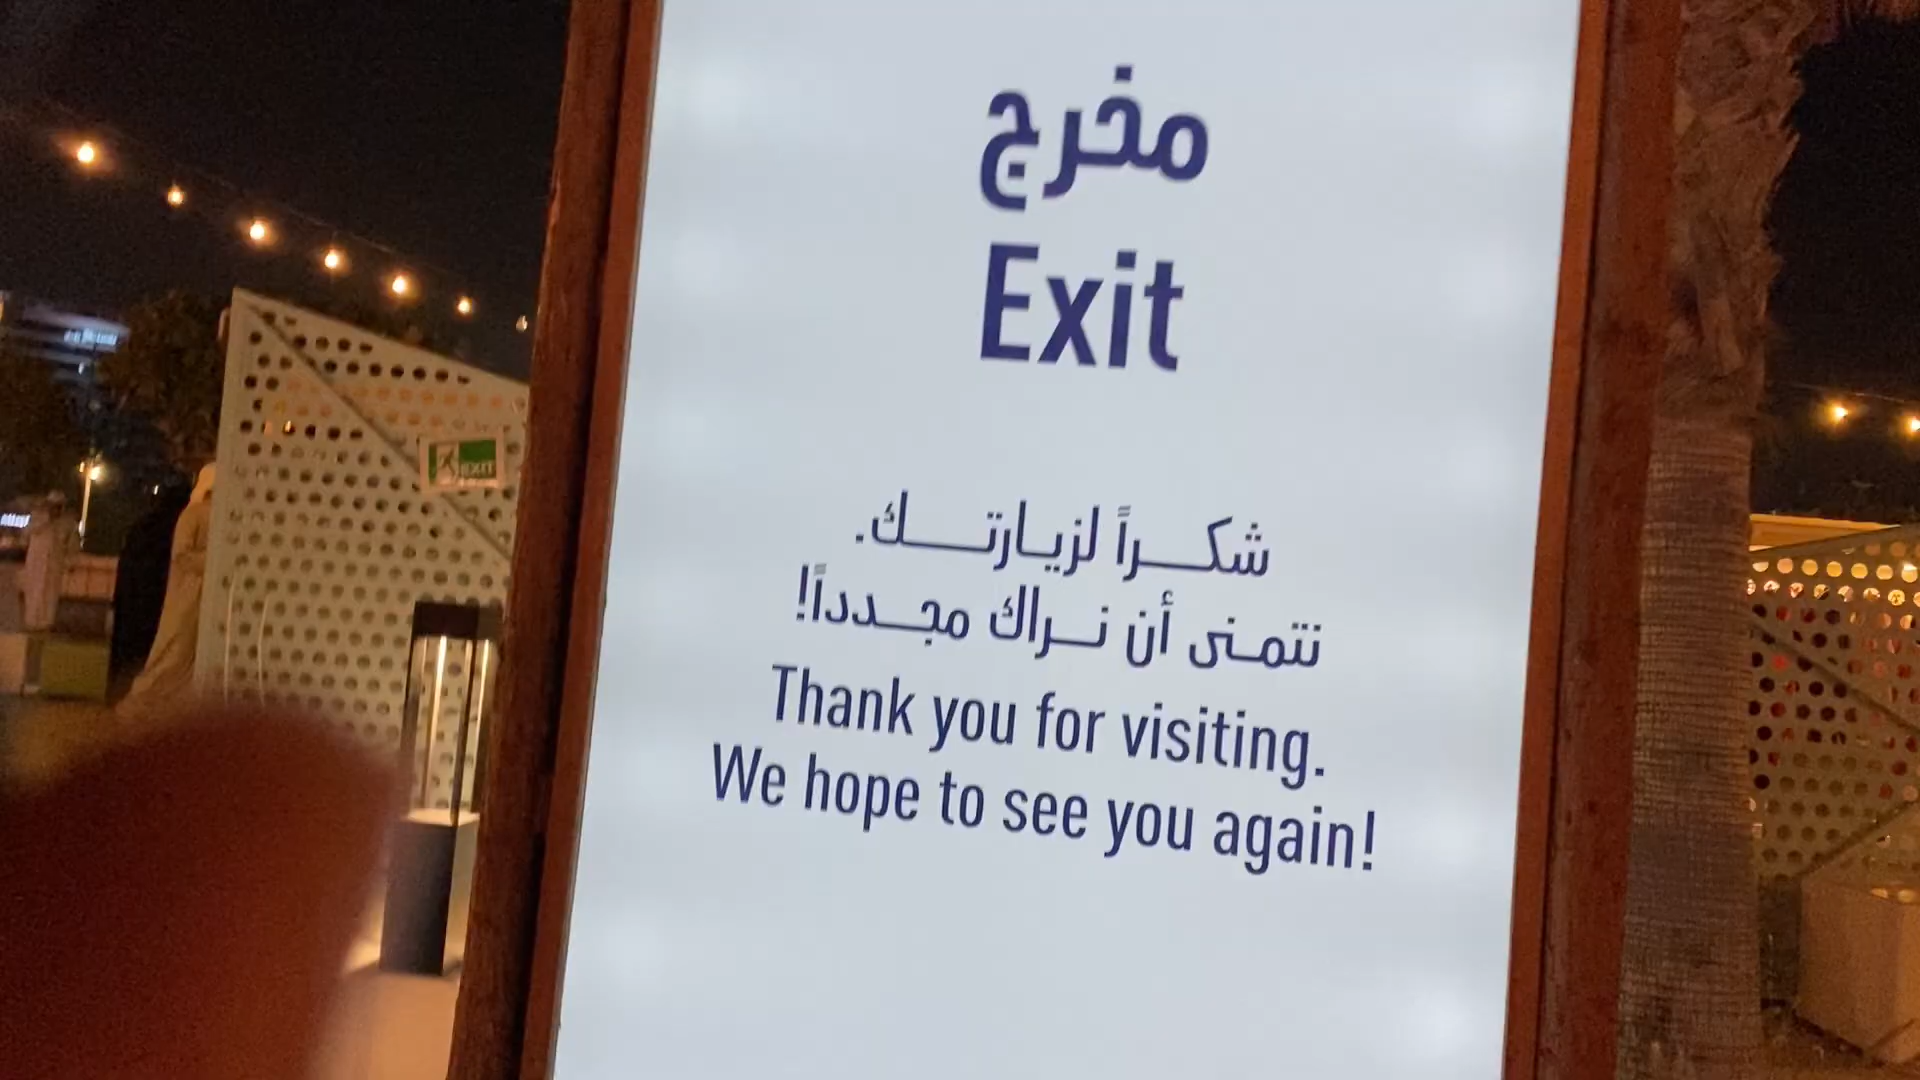 مخرج
Exit
شكراً لزيارتك.
نتمنى أن نراك مجدداً!
Thank you for visiting.
We hope to see you again!
EXIT